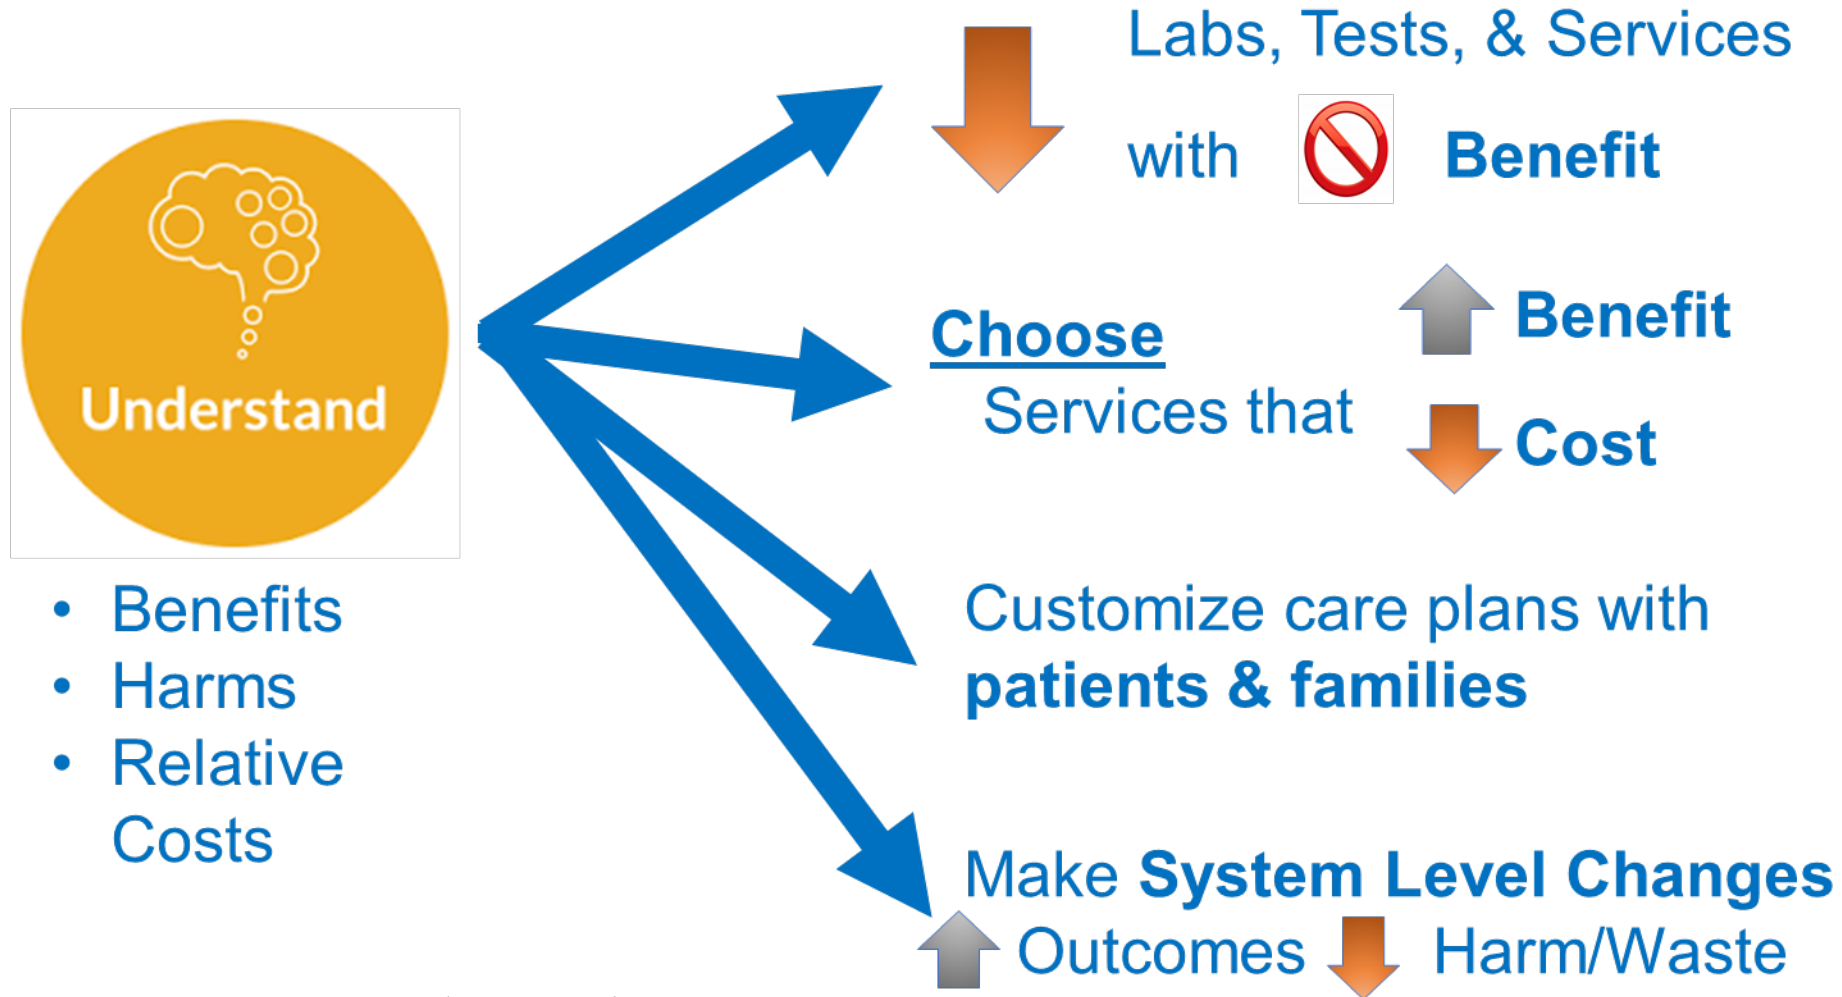 Understand
• Benefits
• Harms
• Relative
Costs
Labs, Tests, & Services
with Benefit
Choose
Services that
Benefit
Cost
Customize care plans with
patients & families
Make System Level Changes
Outcomes Harm/Waste